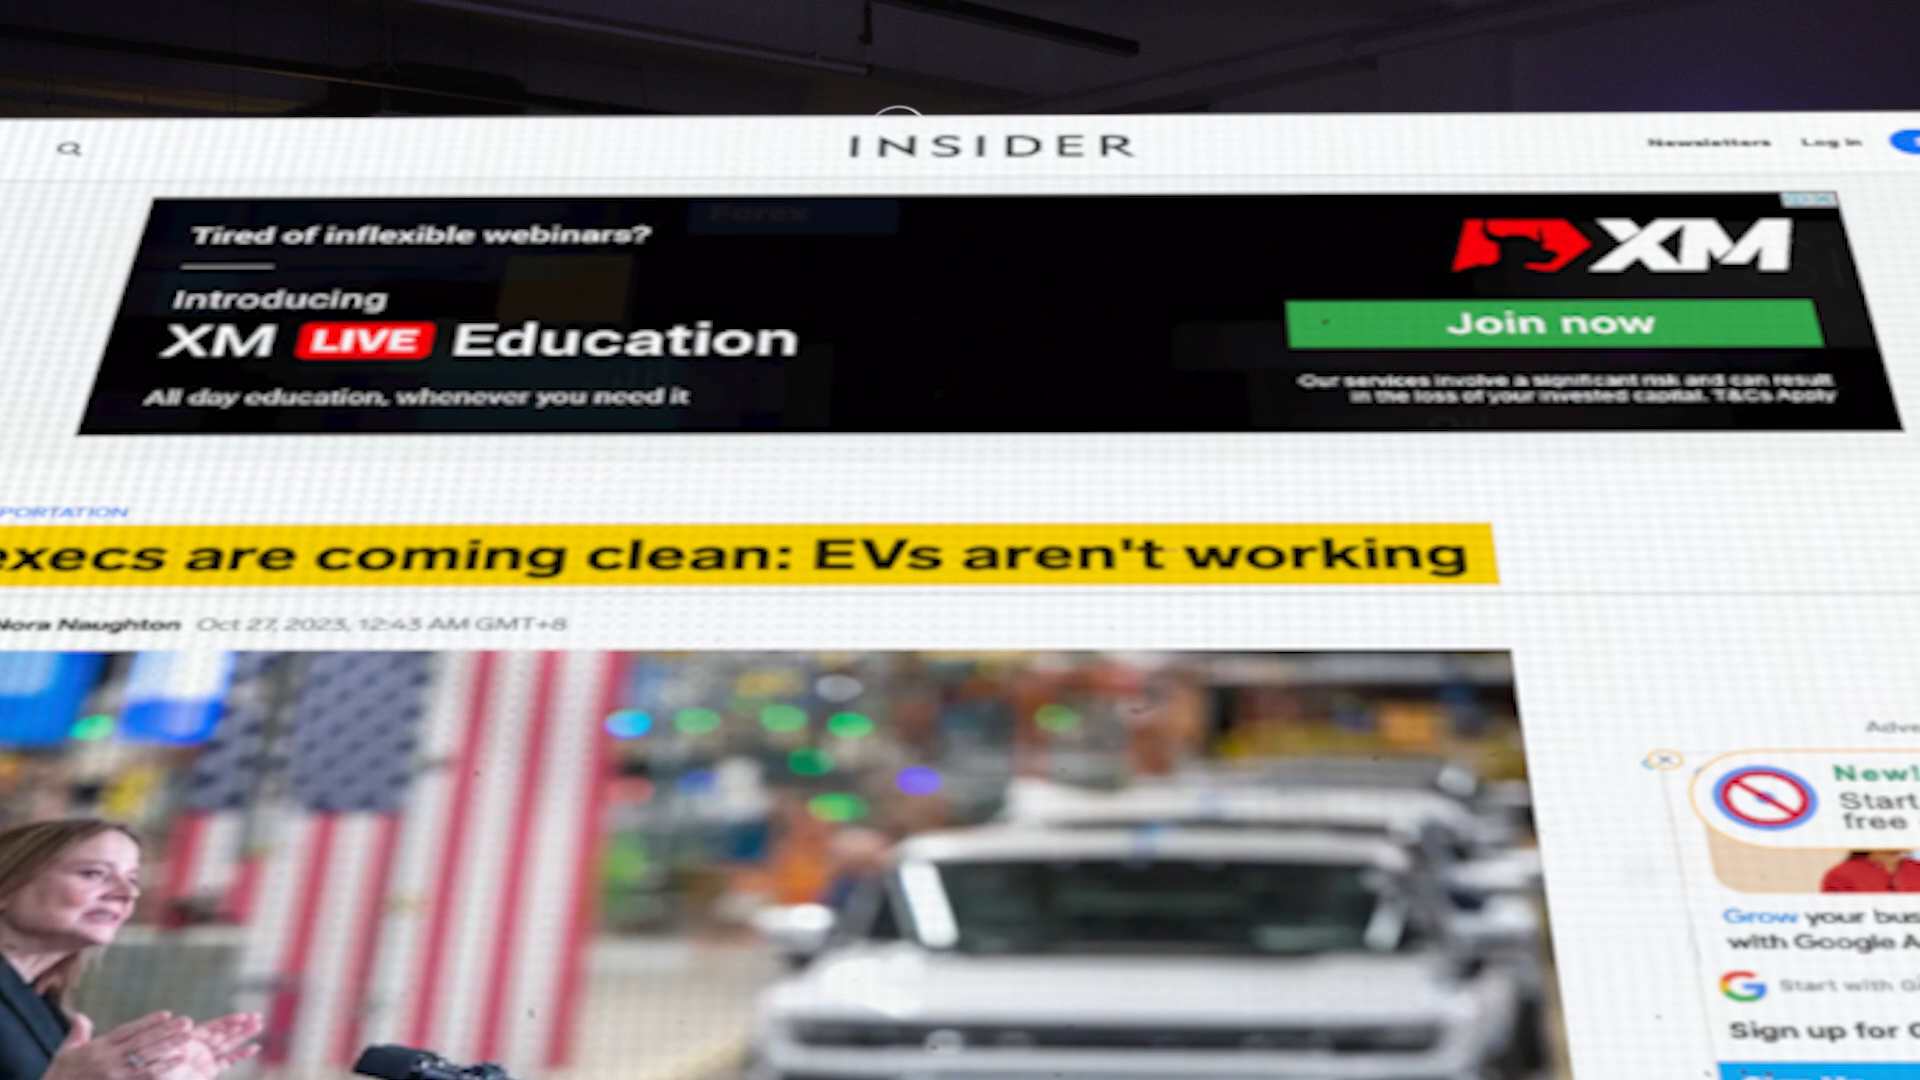 INSIDER
Newsletters Log in
Tired of inflexible webinars?
Introducing
XM LIVE Education
All day education, whenever you need it
XM
Join now
Our services involve a significant risk and can result
in the loss of your invested capital. T&Cs Apply
Forex
PORTATION
execs are coming clean: EVs aren't working
Nora Naughton Oct 27, 2023, 12:43 AM GMT+8
New!
Start
free
Grow your
with Google
Start with
Sign up for